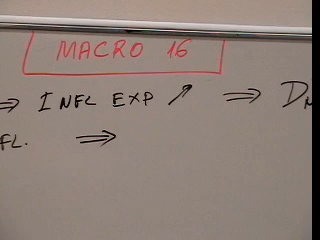 MACRO 16
⇒ INFL EXP ↗ ⇒ D
FL. ⇒